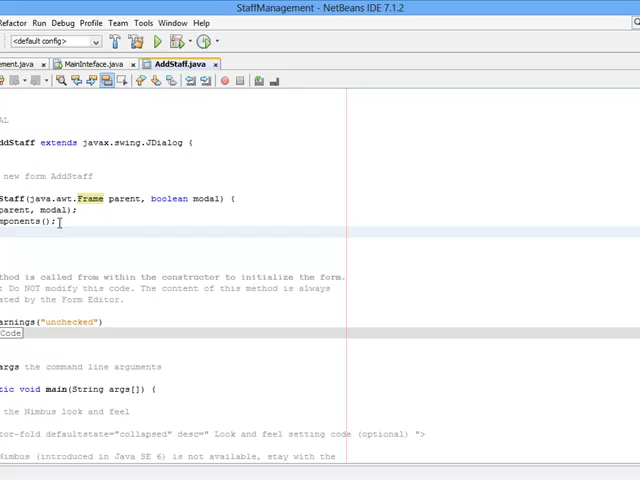 StaffManagement - NetBeans IDE 7.1.2
Refactor Run Debug Profile Team Tools Window Help
<default config>
ement.java MainInteface.java AddStaff.java
AL
ddStaff extends javax.swing.JDialog {
new form AddStaff
Staff(java.awt.Frame parent, boolean modal) {
parent, modal);
mponents();
thod is called from within the constructor to initialize the form.
: Do NOT modify this code. The content of this method is always
ated by the Form Editor.
arnings("unchecked")
Code
args the command line arguments
tic void main(String args[]) {
the Nimbus look and feel
tor-fold defaultstate="collapsed" desc=" Look and feel setting code (optional) ">
Nimbus (introduced in Java SE 6) is not available, stay with the